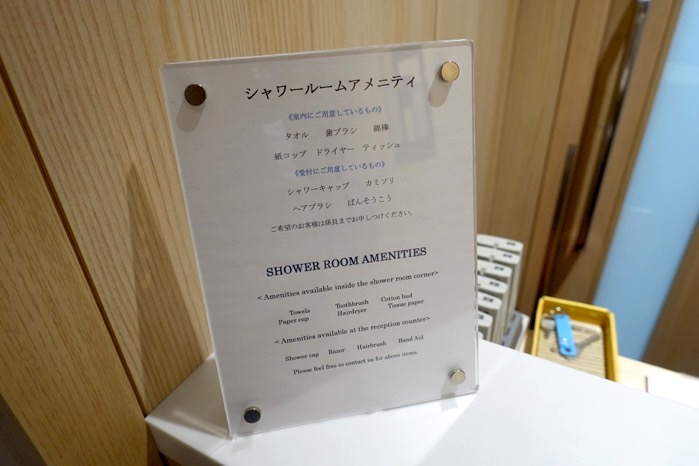 シャワールームアメニティ
《室内にご用意しているもの》
タオル 歯ブラシ 綿棒
紙コップ ドライヤー ティッシュ
《受付にご用意しているもの》
シャワーキャップ カミソリ
ヘアブラシ ばんそうこう
ご希望のお客様は係員までお申しつけください。
SHOWER ROOM AMENITIES
< Amenities available inside the shower room corner>
Towels Toothbrush Cotton bud
Paper cup Hairdryer Tissue paper
< Amenities available at the reception counter>
Shower cap Razor Hairbrush Band Aid
Please feel free to contact us for above items.